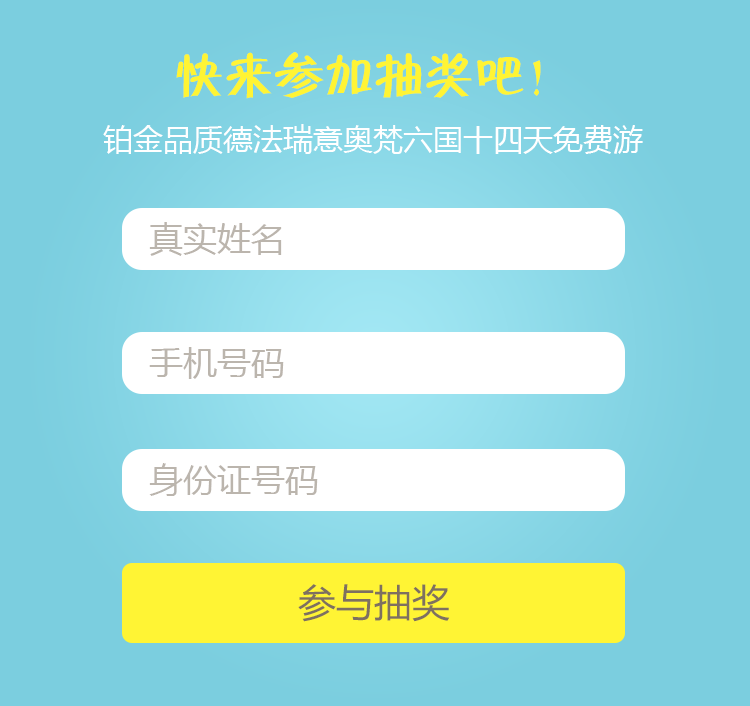 快来参加抽奖吧！
铂金品质德法瑞意奥梵六国十四天免费游
真实姓名
手机号码
身份证号码
参与抽奖